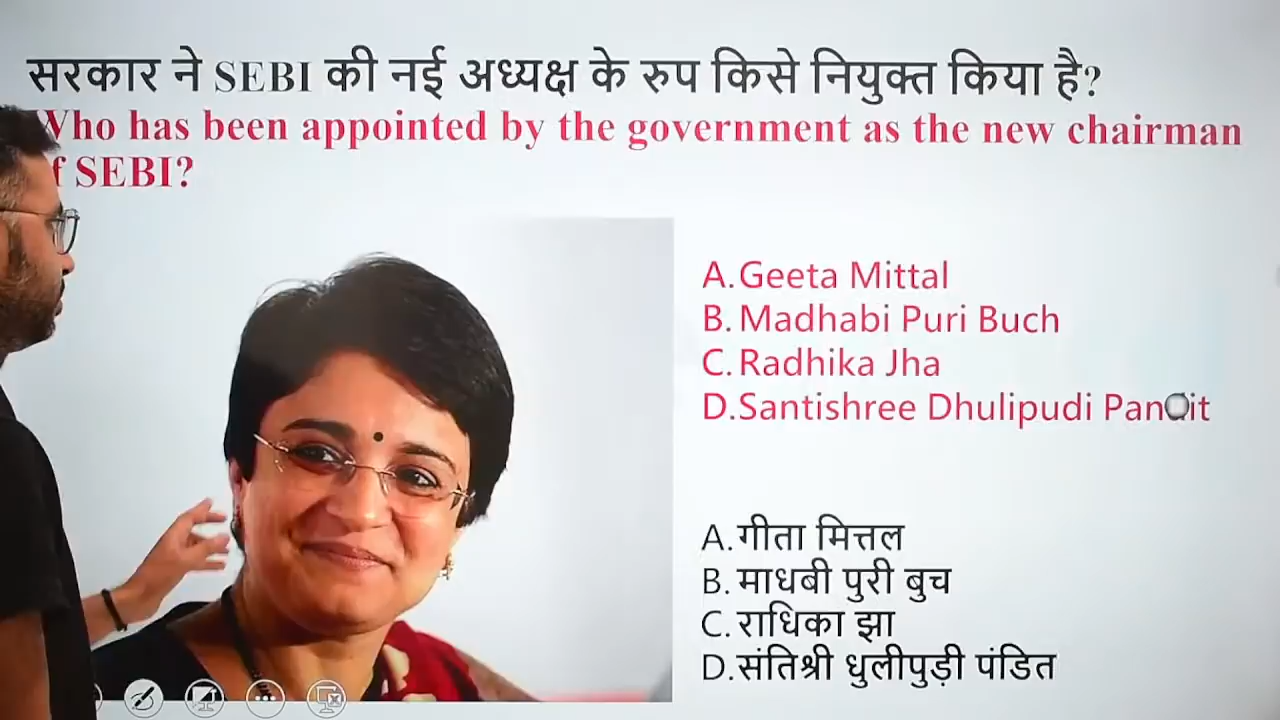 सरकार ने SEBI की नई अध्यक्ष के रुप किसे नियुक्त किया है?
Who has been appointed by the government as the new chairman
of SEBI?
A.Geeta Mittal
B. Madhabi Puri Buch
C. Radhika Jha
D.Santishree Dhulipudi Pandit
A.गीता मित्तल
B. माधबी पुरी बुच
C. राधिका झा
D.संतिश्री धुलीपुड़ी पंडित